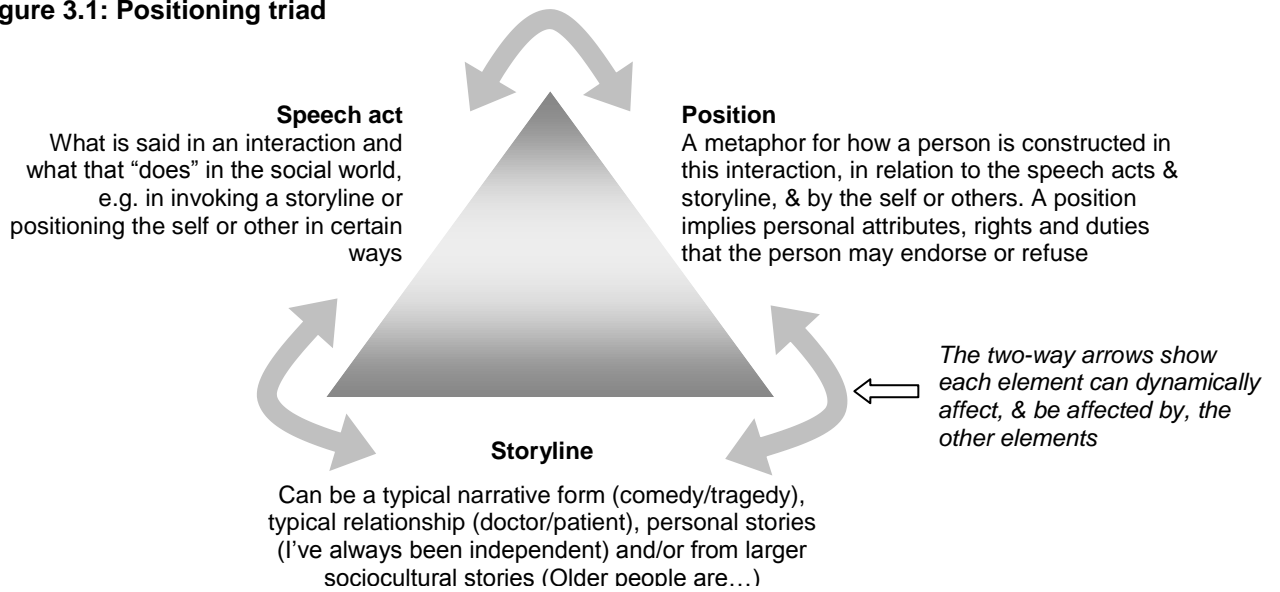 gure 3.1: Positioning triad
Speech act
What is said in an interaction and
what that “does” in the social world,
e.g. in invoking a storyline or
positioning the self or other in certain
ways
Position
A metaphor for how a person is constructed in
this interaction, in relation to the speech acts &
storyline, & by the self or others. A position
implies personal attributes, rights and duties
that the person may endorse or refuse
The two-way arrows show
each element can dynamically
affect, & be affected by, the
other elements
Storyline
Can be a typical narrative form (comedy/tragedy),
typical relationship (doctor/patient), personal stories
(I’ve always been independent) and/or from larger
sociocultural stories (Older people are…)